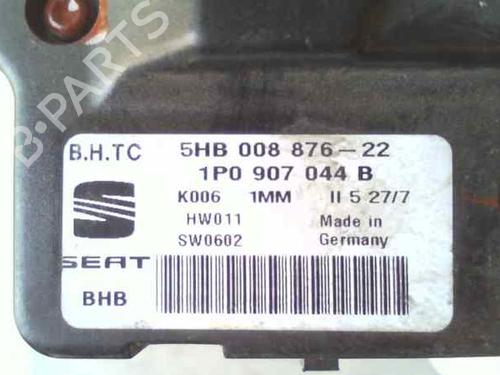 B-PARTS
B.H.TC 5HB 008 876-22
1P0 907 044 B
K006 1MM II 5 27/7
HW011 Made in
SW0602 Germany
SEAT
BHB